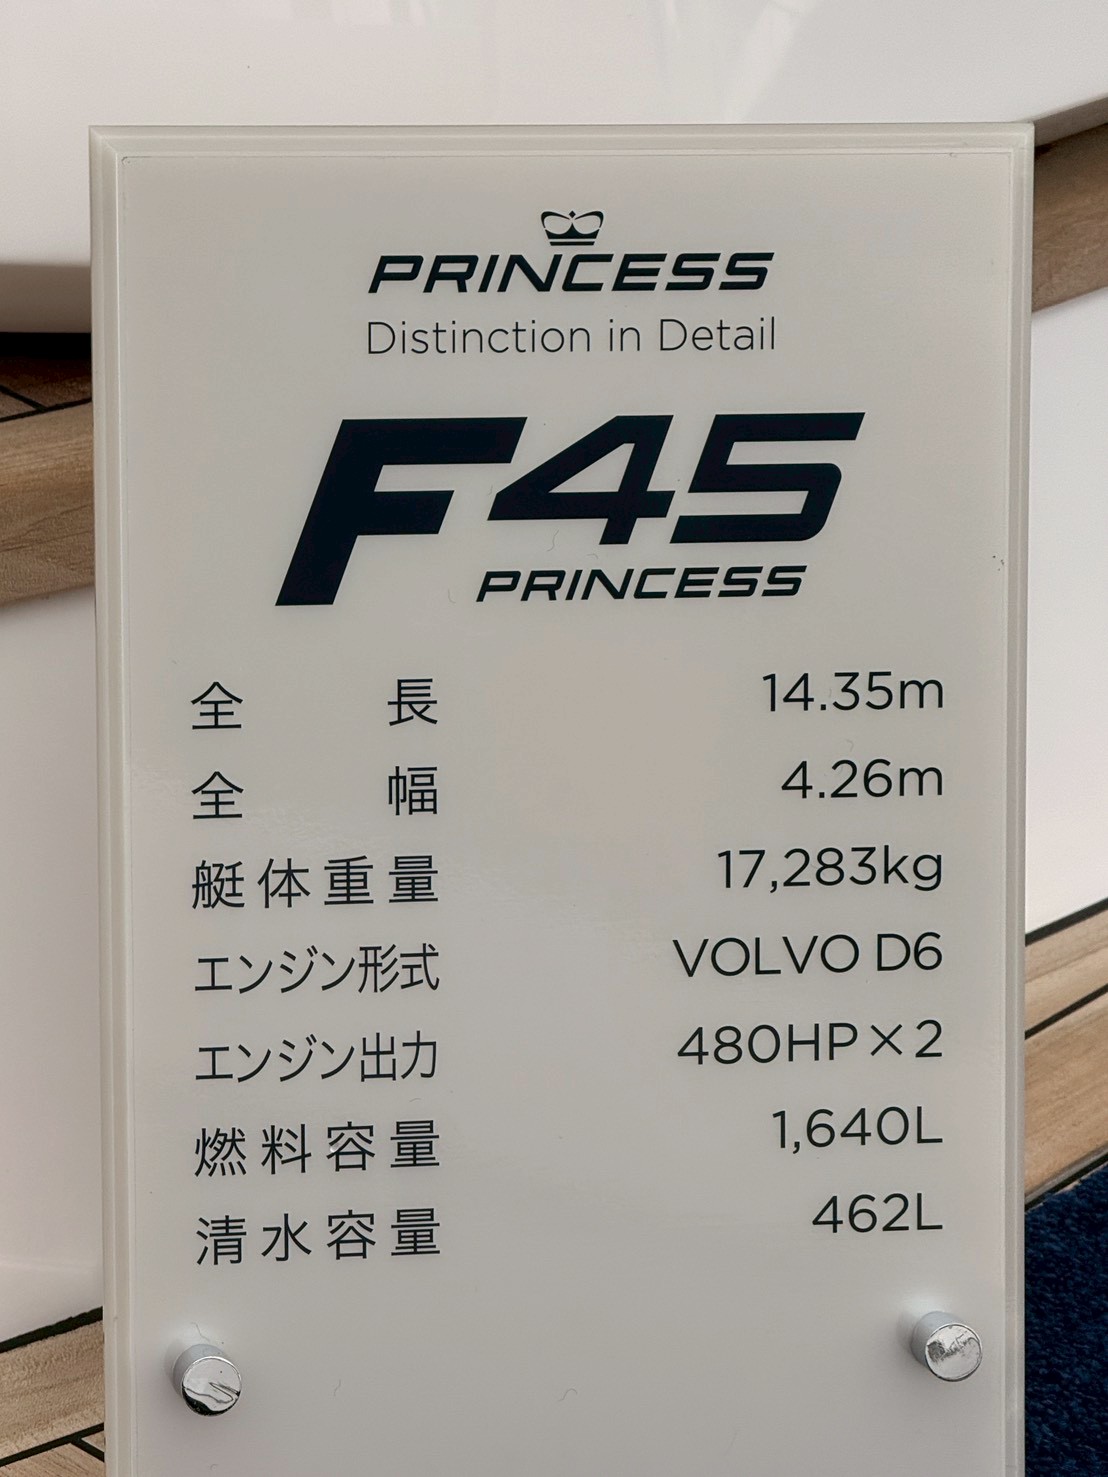 PRINCESS
Distinction in Detail
F45
PRINCESS
全長 14.35m
全幅 4.26m
艇体重量 17,283kg
エンジン形式 VOLVO D6
エンジン出力 480HP×2
燃料容量 1,640L
清水容量 462L